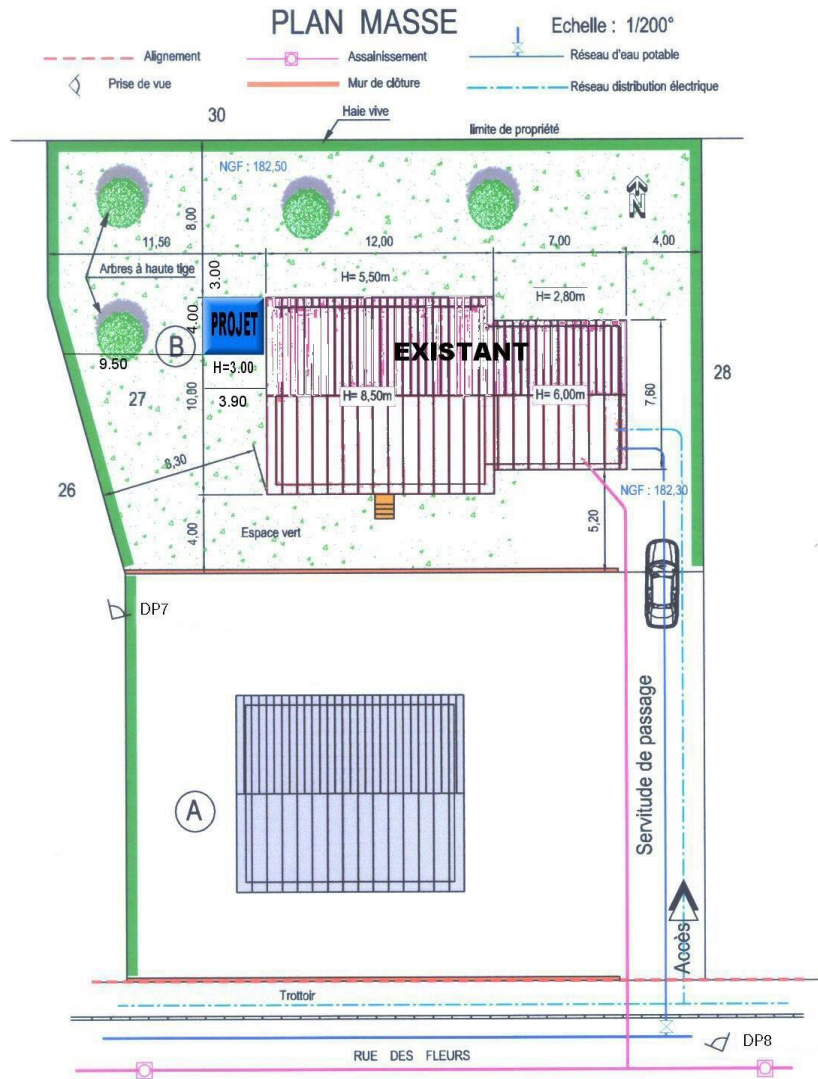 PLAN MASSE
Echelle : 1/200°
Alignement
Assainissement
Réseau d'eau potable
Prise de vue
Mur de clôture
Réseau distribution électrique
30
Haie vive
limite de propriété
NGF : 182,50
N
8,00
11,56
12,00
7,00
4,00
Arbres à haute tige
3.00
H= 5,50m
H= 2,80m
4.00
PROJET
B
EXISTANT
9.50
H=3.00
28
27
10,00
3.90
H= 8,50m
H= 6,00m
7,60
8,30
26
NGF : 182,30
4,00
Espace vert
5,20
DP7
Servitude de passage
A
Accès
Trottoir
DP8
RUE DES FLEURS